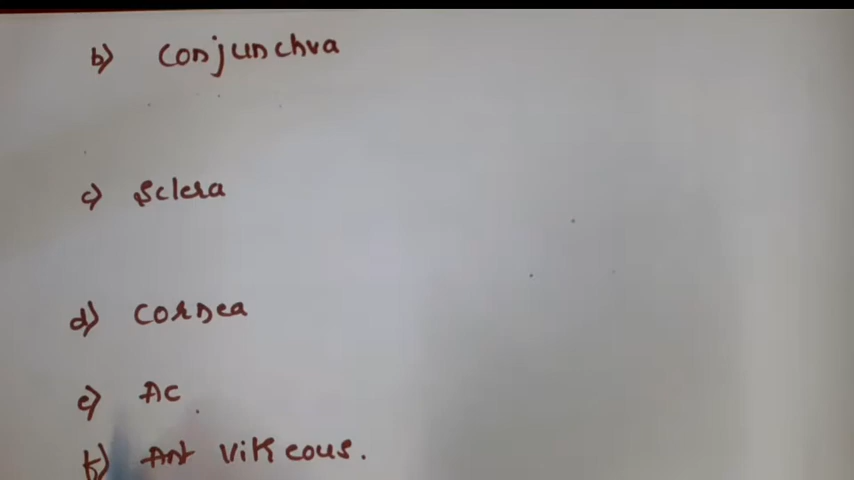 b) Conjunctiva
c) Sclera
d) Cornea
e) AC.
f) Ant Vitreous.